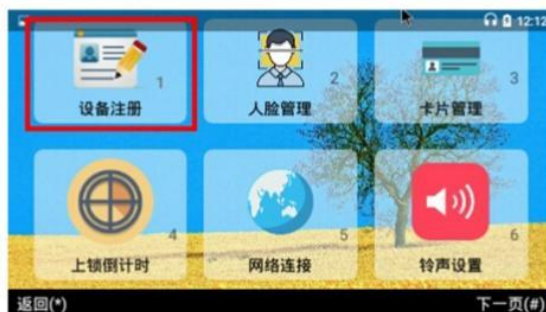 12:12
1
设备注册
2
人脸管理
3
卡片管理
4
上锁倒计时
5
网络连接
6
铃声设置
返回(*)
下一页(#)